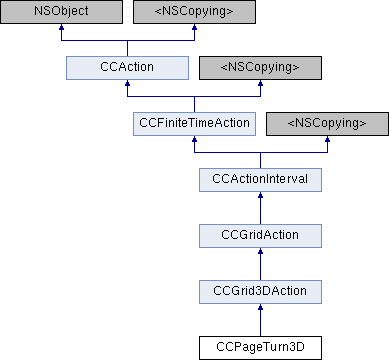 NSObject
<NSCopying>
CCAction
<NSCopying>
CCFiniteTimeAction
<NSCopying>
CCActionInterval
CCGridAction
CCGrid3DAction
CCPageTurn3D